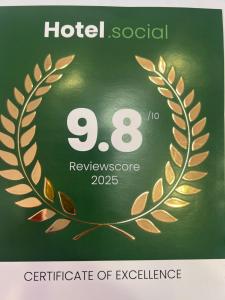 Hotel.social
9.8/10
Reviewscore
2025
CERTIFICATE OF EXCELLENCE